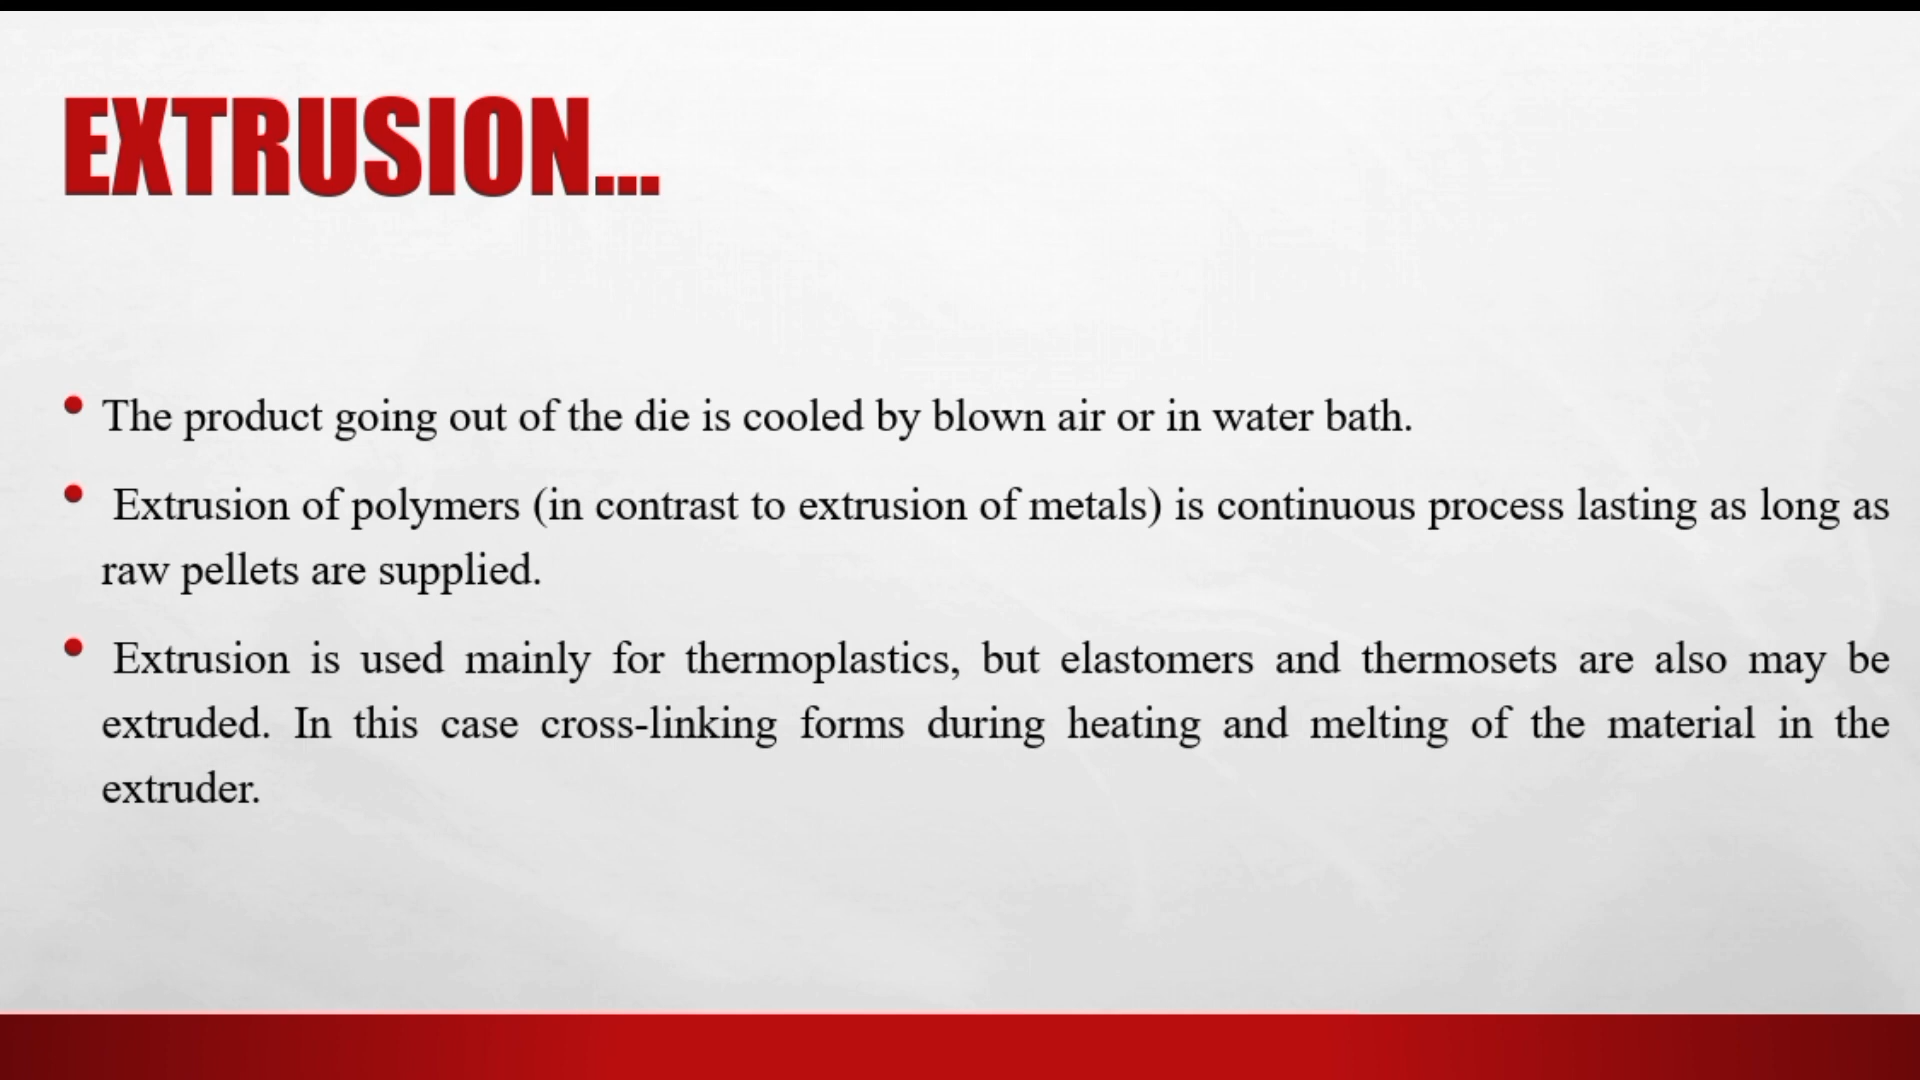 EXTRUSION...
• The product going out of the die is cooled by blown air or in water bath.
• Extrusion of polymers (in contrast to extrusion of metals) is continuous process lasting as long as
raw pellets are supplied.
• Extrusion is used mainly for thermoplastics, but elastomers and thermosets are also may be
extruded. In this case cross-linking forms during heating and melting of the material in the
extruder.